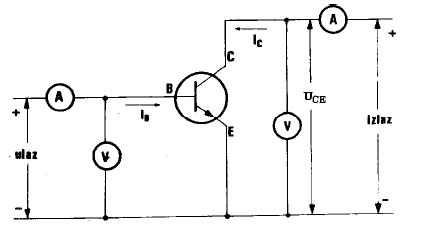 A
+
C
I_C
B
A
+
I_B
U_CE
V
E
V
ulaz
izlaz
-
-